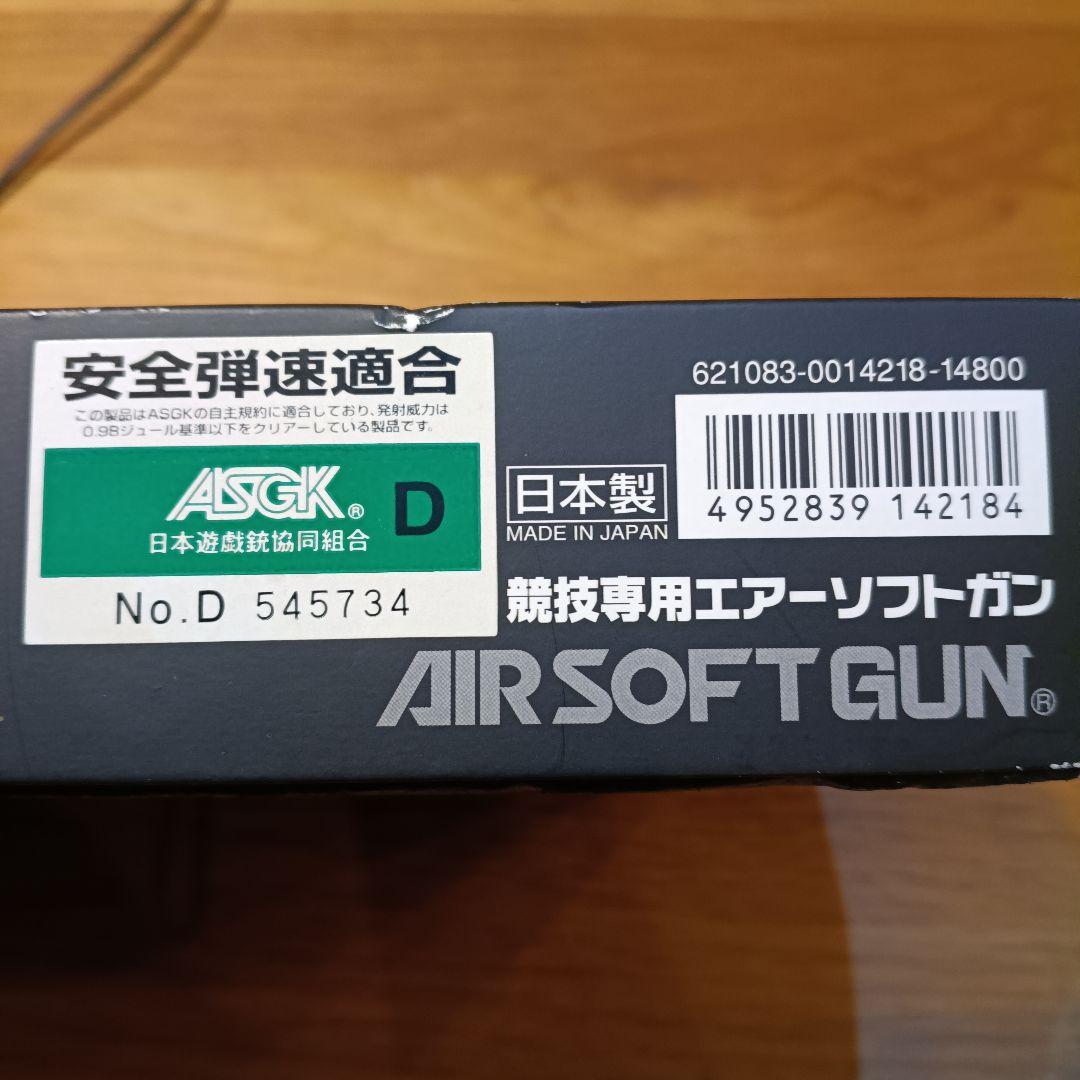 安全弾速適合
この製品はASGKの自主規約に適合しており、発射威力は
0.98ジュール基準以下をクリアーしている製品です。
ASGK® D
日本遊戯銃協同組合
No.D 545734
621083-0014218-14800
4952839 142184
日本製
MADE IN JAPAN
競技専用エアーソフトガン
AIRSOFTGUN®